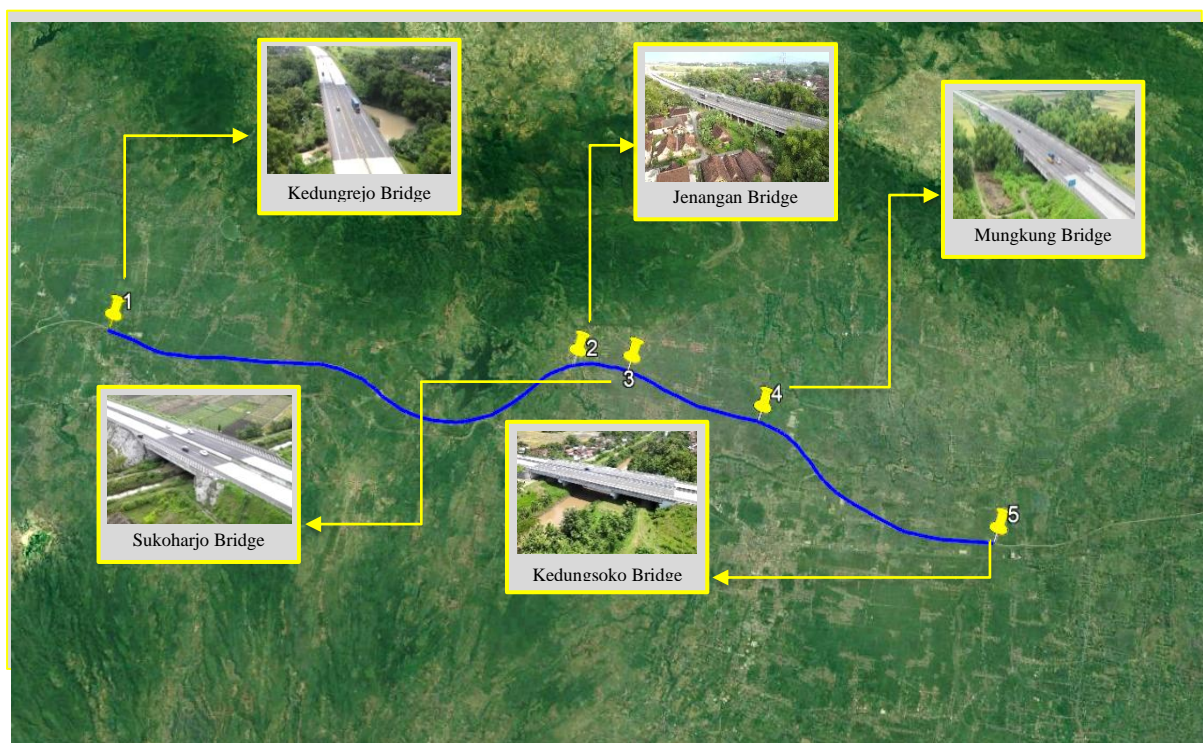 Kedungrejo Bridge
Jenangan Bridge
Mungkung Bridge
1
2
3
4
Sukoharjo Bridge
Kedungsoko Bridge
5